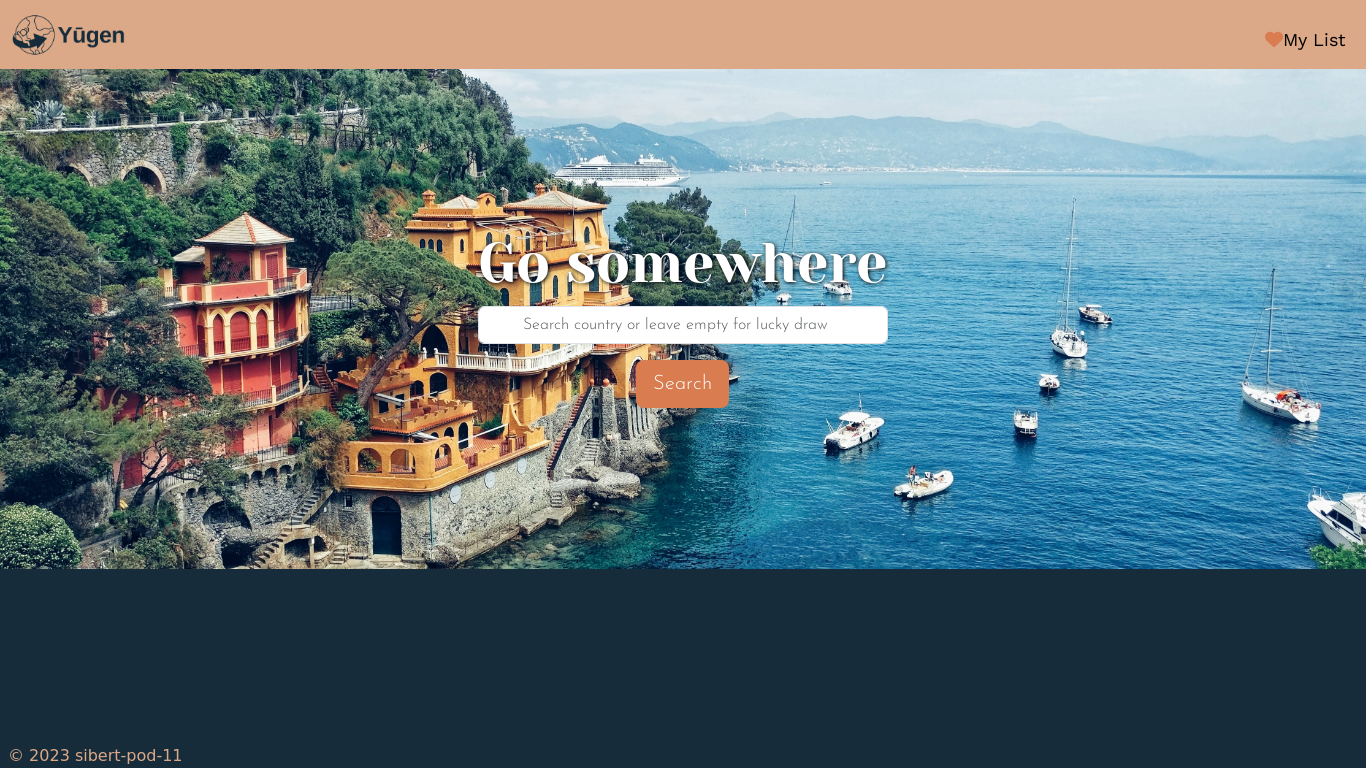 Yūgen
My List
Go somewhere
Search country or leave empty for lucky draw
Search
© 2023 sibert-pod-11